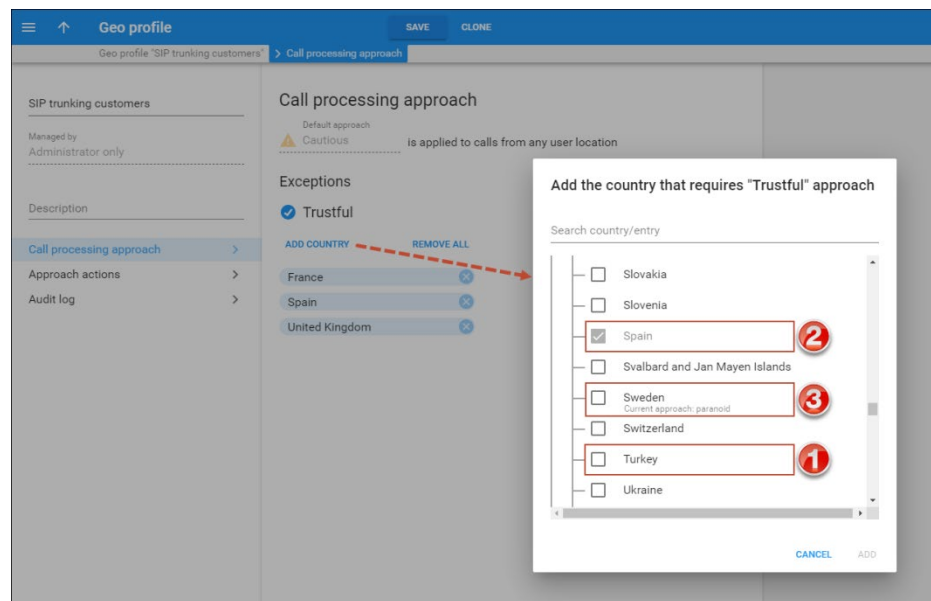 Geo profile
SAVE
CLONE
Geo profile "SIP trunking customers"
Call processing approach
SIP trunking customers
Managed by
Administrator only
Description
Call processing approach
Approach actions
Audit log
Call processing approach
Default approach
Cautious is applied to calls from any user location
Exceptions
Trustful
ADD COUNTRY
REMOVE ALL
France
Spain
United Kingdom
Add the country that requires "Trustful" approach
Search country/entry
Slovakia
Slovenia
Spain
2
Svalbard and Jan Mayen Islands
Sweden
Current approach: paranoid
3
Switzerland
Turkey
1
Ukraine
CANCEL
ADD